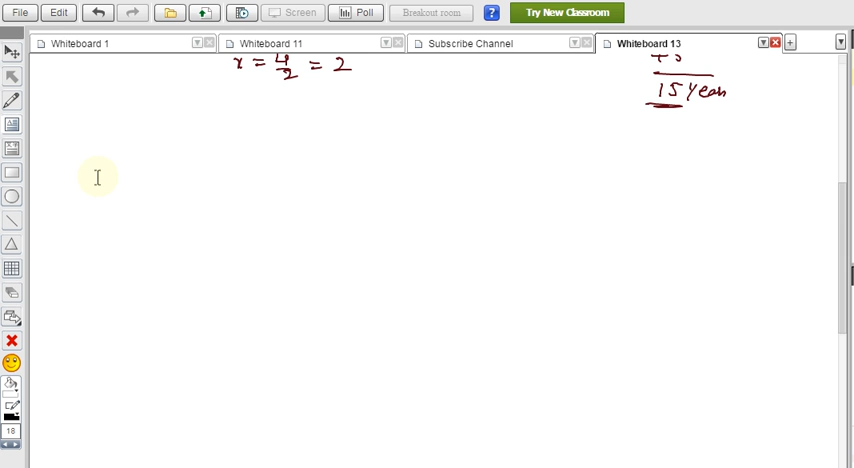 File Edit Screen Poll Breakout room ? Try New Classroom
Whiteboard 1 Whiteboard 11 Subscribe Channel Whiteboard 13
x = 4/2 = 2
+3
15 Years
18